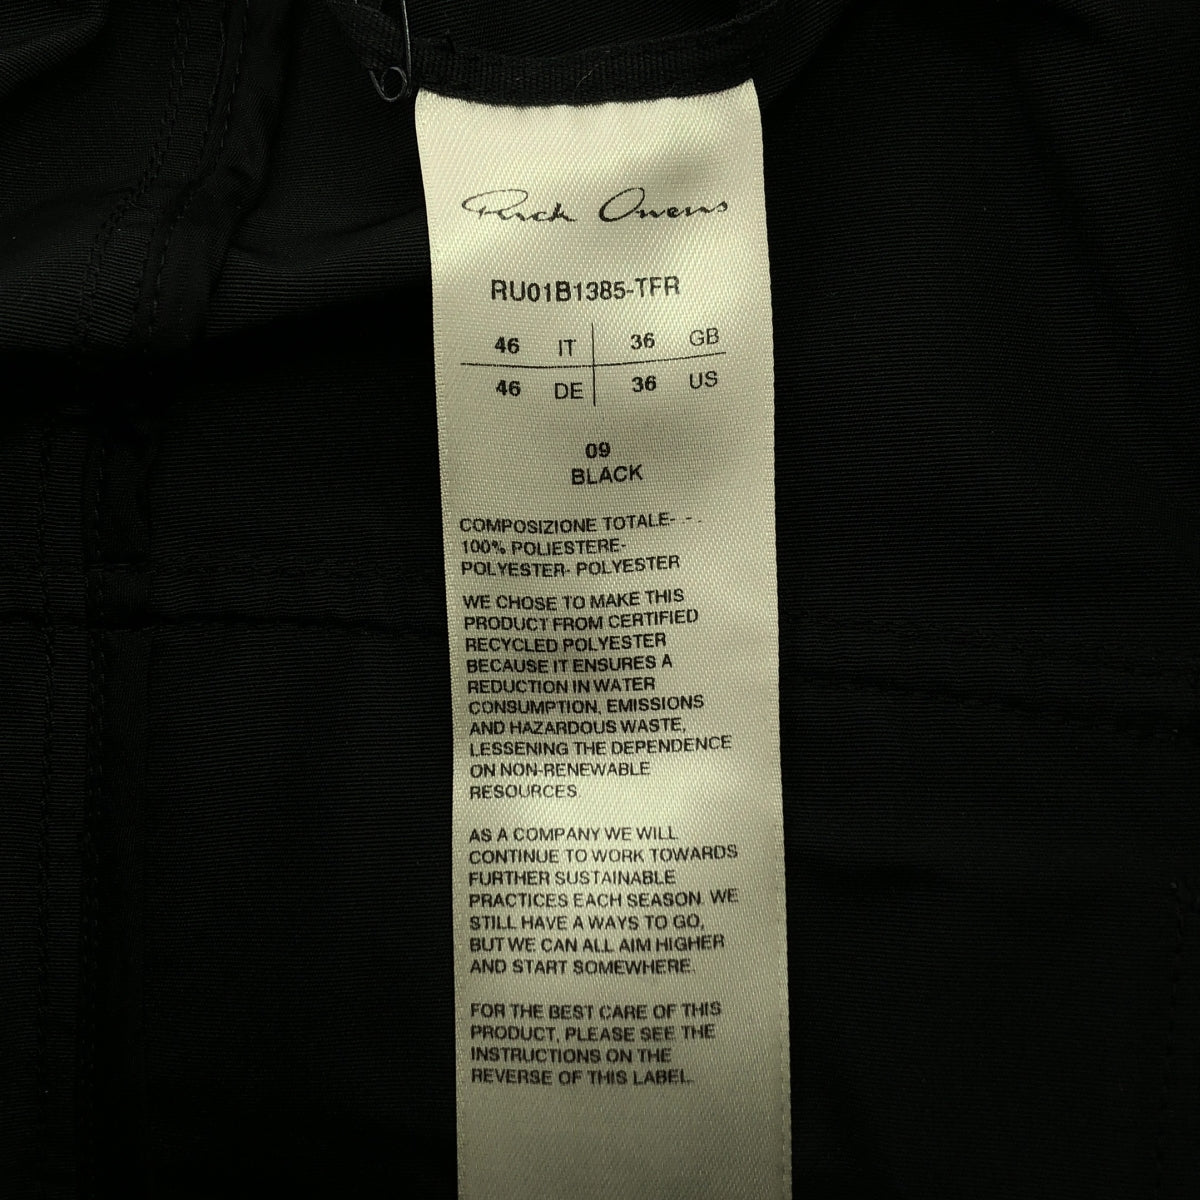 Rick Owens
RU01B1385-TFR
46 IT 36 GB
46 DE 36 US
09
BLACK
COMPOSIZIONE TOTALE- - -
100% POLIESTERE-
POLYESTER- POLYESTER
WE CHOSE TO MAKE THIS
PRODUCT FROM CERTIFIED
RECYCLED POLYESTER
BECAUSE IT ENSURES A
REDUCTION IN WATER
CONSUMPTION, EMISSIONS
AND HAZARDOUS WASTE,
LESSENING THE DEPENDENCE
ON NON-RENEWABLE
RESOURCES.
AS A COMPANY WE WILL
CONTINUE TO WORK TOWARDS
FURTHER SUSTAINABLE
PRACTICES EACH SEASON. WE
STILL HAVE A WAYS TO GO,
BUT WE CAN ALL AIM HIGHER
AND START SOMEWHERE.
FOR THE BEST CARE OF THIS
PRODUCT, PLEASE SEE THE
INSTRUCTIONS ON THE
REVERSE OF THIS LABEL.